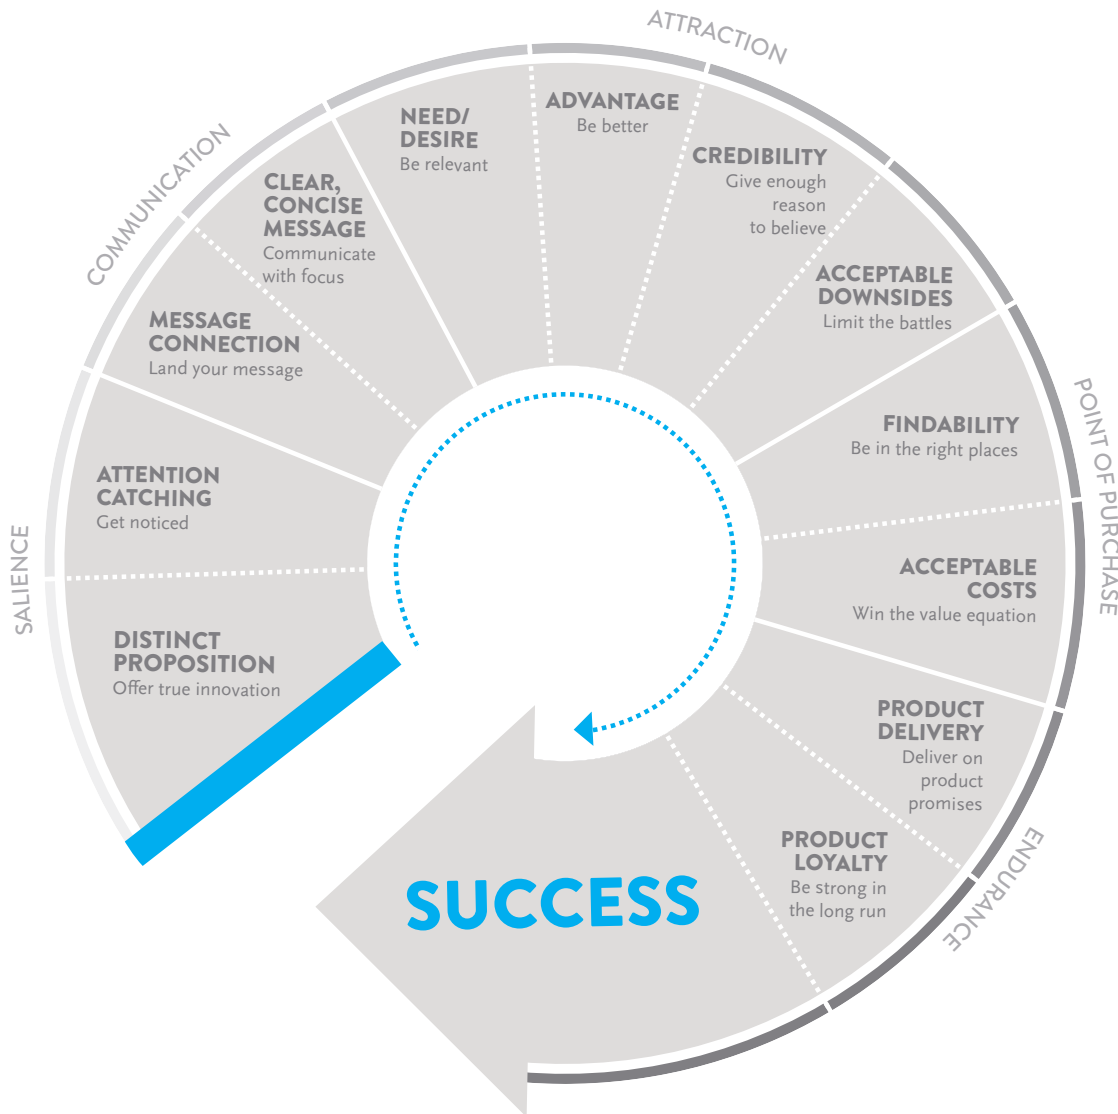 SALIENCE
DISTINCT
PROPOSITION
Offer true innovation
ATTENTION
CATCHING
Get noticed
COMMUNICATION
MESSAGE
CONNECTION
Land your message
CLEAR,
CONCISE
MESSAGE
Communicate
with focus
ATTRACTION
NEED/
DESIRE
Be relevant
ADVANTAGE
Be better
CREDIBILITY
Give enough
reason
to believe
ACCEPTABLE
DOWNSIDES
Limit the battles
POINT OF PURCHASE
FINDABILITY
Be in the right places
ACCEPTABLE
COSTS
Win the value equation
ENDURANCE
PRODUCT
DELIVERY
Deliver on
product
promises
PRODUCT
LOYALTY
Be strong in
the long run
SUCCESS